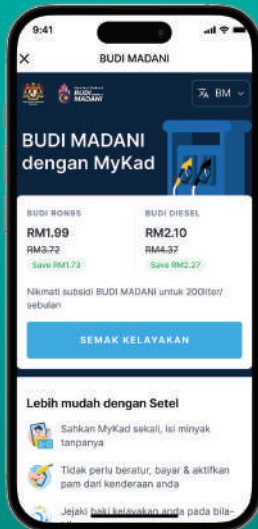 9:41
BUDI MADANI
BUDI
MADANI
BM
BUDI MADANI
dengan MyKad
BUDI RON95
BUDI DIESEL
RM1.99
RM2.10
RM3.72
RM4.37
Save RM1.73
Save RM2.27
Nikmati subsidi BUDI MADANI untuk 200liter/
sebulan
SEMAK KELAYAKAN
Lebih mudah dengan Setel
Sahkan MyKad sekali, isi minyak
tanpanya
Tidak perlu beratur, bayar & aktifkan
pam dari kenderaan anda
Jejaki baki kelayakan anda pada bila-